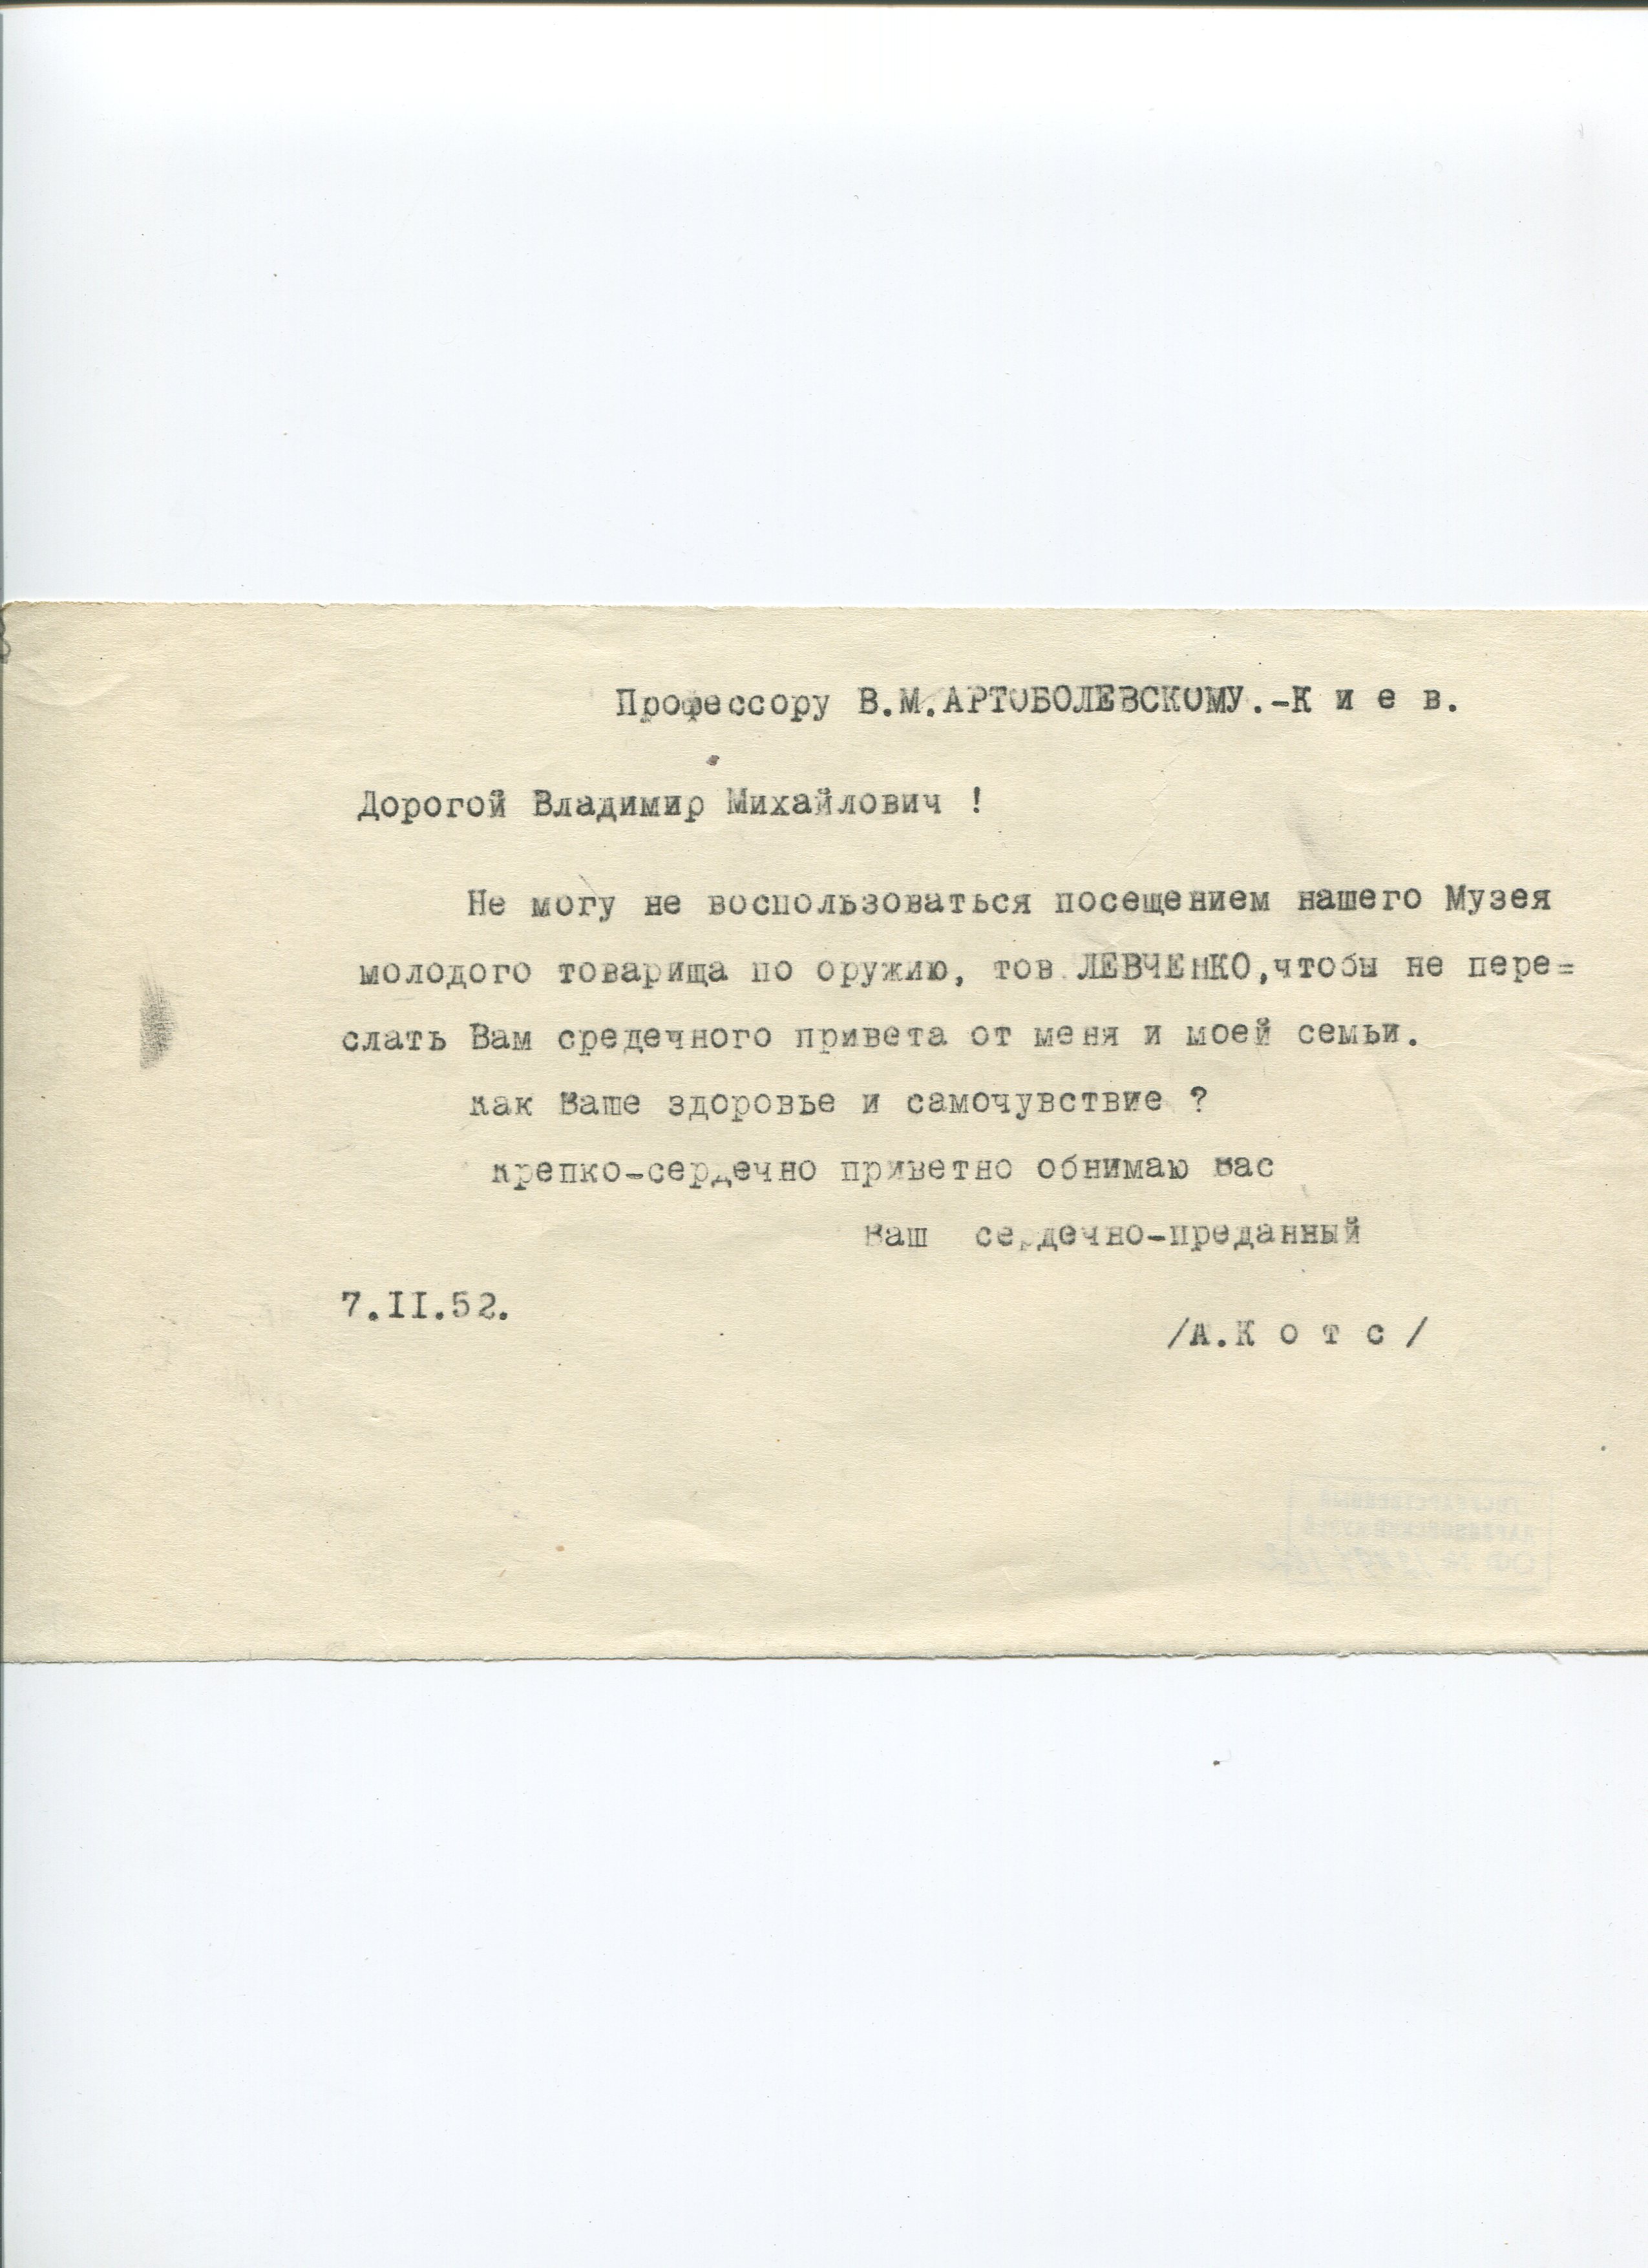 Профессору В.М.АРТОБОЛЕВСКОМУ.-К и е в.
Дорогой Владимир Михайлович !
Не могу не воспользоваться посещением нашего Музея
молодого товарища по оружию, тов.ЛЕВЧЕНКО,чтобы не пере=
слать Вам средечного привета от меня и моей семьи.
Как Ваше здоровье и самочувствие ?
Крепко-сердечно приветно обнимаю Вас
Ваш сердечно-преданный
7.II.52.
/А.К о т с/